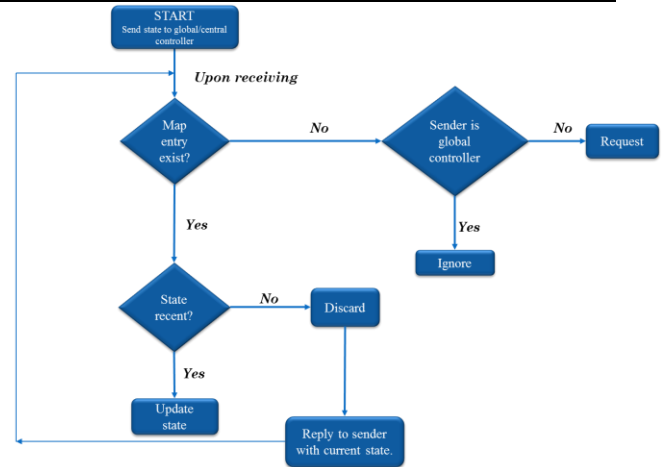 START
Send state to global/central
controller
Upon receiving
Map
entry
exist?
No
Sender is
global
controller
No
Request
Yes
Yes
Ignore
State
recent?
No
Discard
Yes
Update
state
Reply to sender
with current state.